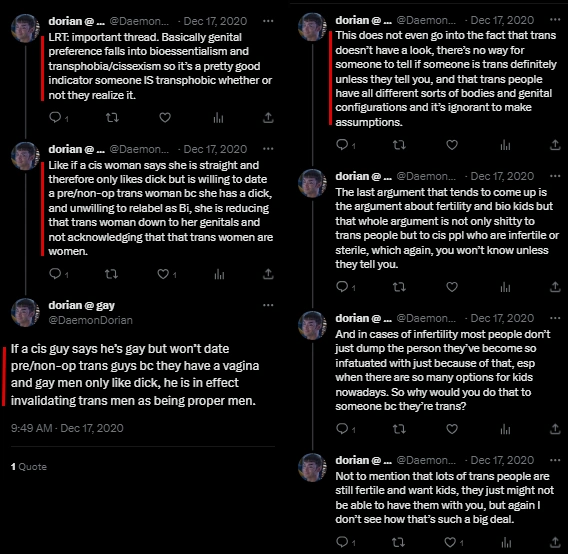 dorian @ ... @Daemon... · Dec 17, 2020 ...
LRT: important thread. Basically genital
preference falls into bioessentialism and
transphobia/cissexism so it's a pretty good
indicator someone IS transphobic whether or
not they realize it.
1
dorian @ ... @Daemon... · Dec 17, 2020 ...
Like if a cis woman says she is straight and
therefore only likes dick but is willing to date
a pre/non-op trans woman bc she has a dick,
and unwilling to relabel as Bi, she is reducing
that trans woman down to her genitals and
not acknowledging that that trans women are
women.
1 1
dorian @ gay ...
@DaemonDorian
If a cis guy says he's gay but won't date
pre/non-op trans guys bc they have a vagina
and gay men only like dick, he is in effect
invalidating trans men as being proper men.
9:49 AM · Dec 17, 2020
1 Quote
dorian @ ... @Daemon... · Dec 17, 2020 ...
This does not even go into the fact that trans
doesn't have a look, there's no way for
someone to tell if someone is trans definitely
unless they tell you, and that trans people
have all different sorts of bodies and genital
configurations and it's ignorant to make
assumptions.
1
dorian @ ... @Daemon... · Dec 17, 2020 ...
The last argument that tends to come up is
the argument about fertility and bio kids but
that whole argument is not only shitty to
trans people but to cis ppl who are infertile or
sterile, which again, you won't know unless
they tell you.
1
dorian @ ... @Daemon... · Dec 17, 2020 ...
And in cases of infertility most people don't
just dump the person they've become so
infatuated with just because of that, esp
when there are so many options for kids
nowadays. So why would you do that to
someone bc they're trans?
1
dorian @ ... @Daemon... · Dec 17, 2020 ...
Not to mention that lots of trans people are
still fertile and want kids, they just might not
be able to have them with you, but again I
don't see how that's such a big deal.
1 1